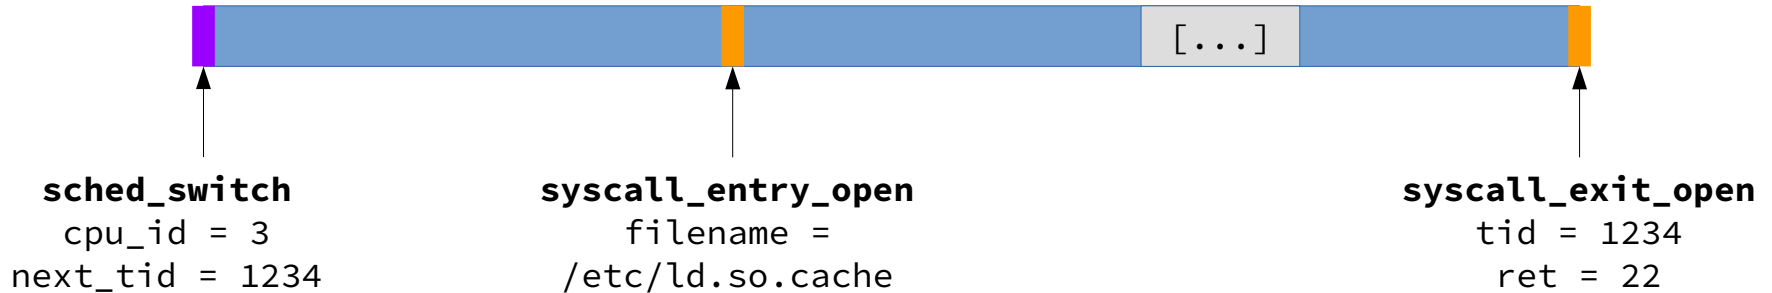 [...]
sched_switch
cpu_id = 3
next_tid = 1234
syscall_entry_open
filename =
/etc/ld.so.cache
syscall_exit_open
tid = 1234
ret = 22